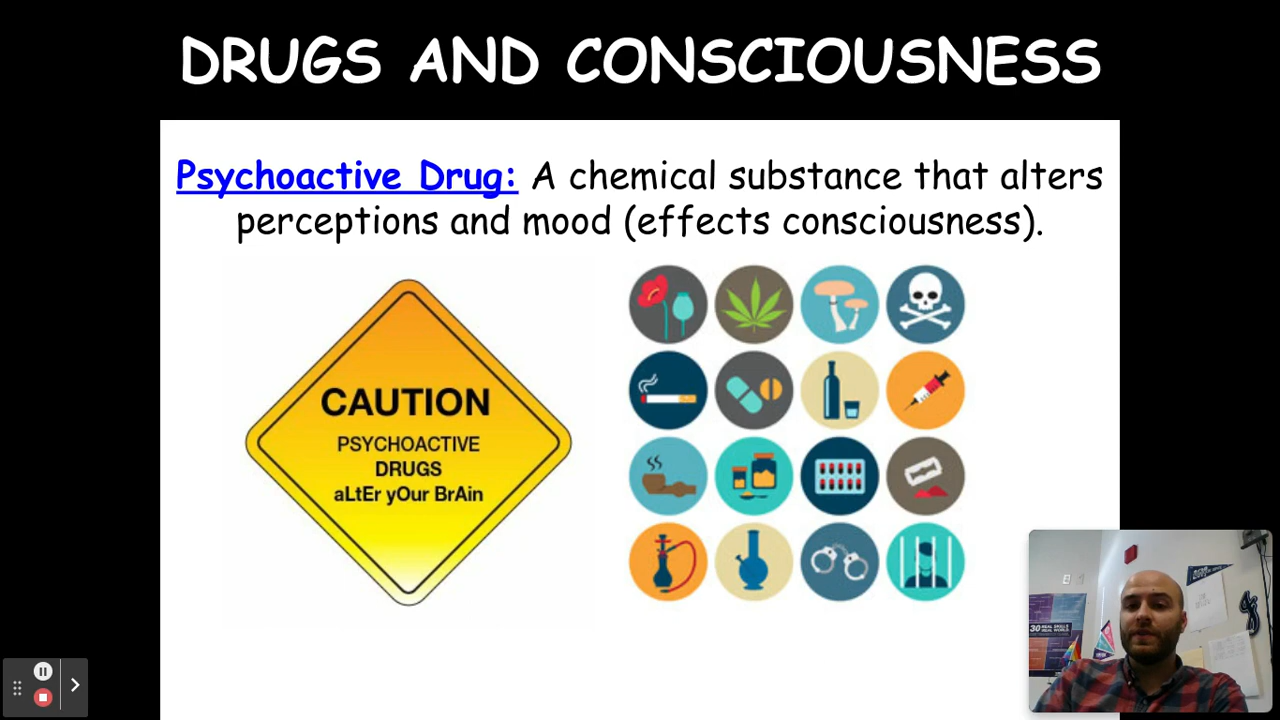 DRUGS AND CONSCIOUSNESS
Psychoactive Drug: A chemical substance that alters
perceptions and mood (effects consciousness).
CAUTION
PSYCHOACTIVE
DRUGS
aLtEr yOur BrAin